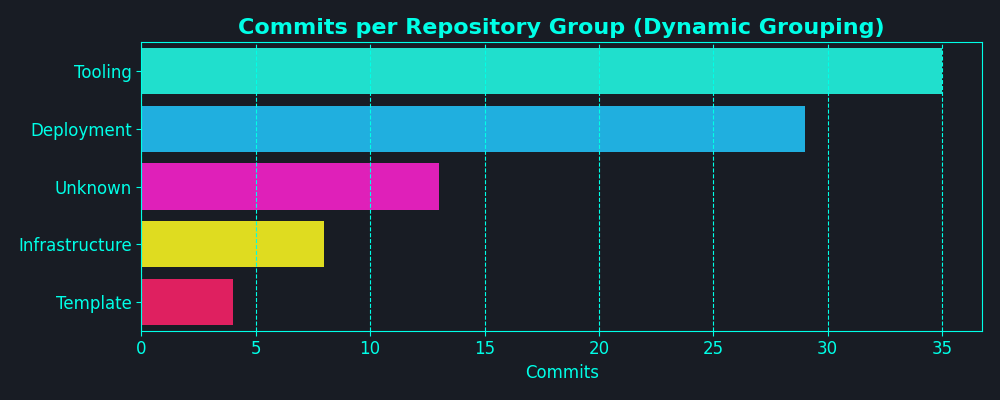 Commits per Repository Group (Dynamic Grouping)
Tooling
Deployment
Unknown
Infrastructure
Template
0 5 10 15 20 25 30 35
Commits